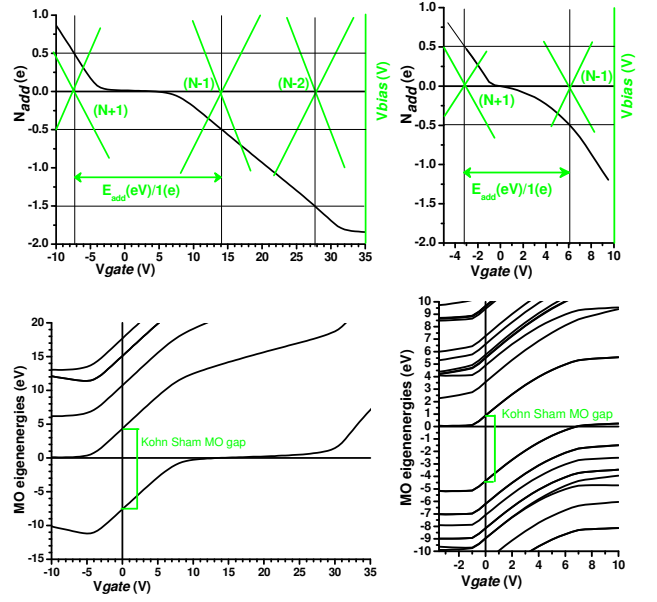 1.0
0.5
0.0
-0.5
-1.0
-1.5
-2.0
N_add(e)
(N+1)
(N-1)
(N-2)
E_add(eV)/1(e)
Vbias(V)
-10 -5 0 5 10 15 20 25 30 35
Vgate (V)
1.0
0.5
0.0
-0.5
-1.0
-1.5
-2.0
N_add(e)
(N+1)
(N-1)
E_add(eV)/1(e)
Vbias (V)
-4 -2 0 2 4 6 8 10
Vgate (V)
20
15
10
5
0
-5
-10
-15
MO eigenenergies (eV)
Kohn Sham MO gap
-10 -5 0 5 10 15 20 25 30 35
Vgate (V)
10
9
8
7
6
5
4
3
2
1
0
-1
-2
-3
-4
-5
-6
-7
-8
-9
-10
MO eigenenergies (eV)
Kohn Sham MO gap
-2 0 2 4 6 8 10
Vgate (V)